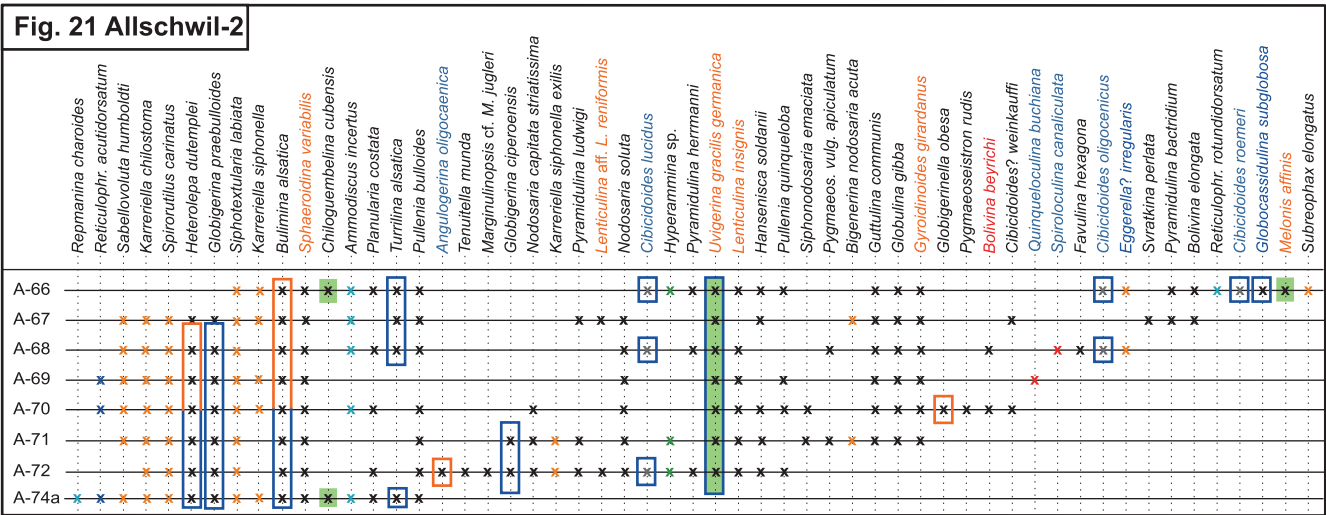 Fig. 21 Allschwil-2
Repmanina charoides
Reticulophr. acutidorsatum
Sabellovoluta humboldti
Karreriella chilostona
Spirorutilus carinatus
Heterolepa dutemplei
Globigerina praebulloides
Siphotextularia labiata
Karreriella siphonella
Bulimina alsatica
Sphaeroidina variabilis
Chiloguembelina cubensis
Ammodiscus incertus
Planularia costata
Turrilina alsatica
Pullenia bulloides
Angulogerina oligocaenica
Tenuitella munda
Marginulinopsis cf. M. jugleri
Globigerina ciperoensis
Nodosaria capitata striatissima
Karreriella siphonella exilis
Pyramidulina ludwigi
Lenticulina aff. L. reniformis
Nodosaria soluta
Cibicidoides lucidus
Hyperammina sp.
Pyramidulina herrmanni
Uvigerina gracilis germanica
Lenticulina insignis
Hansenisca soldanii
Pullenia quinqueloba
Siphonodosaria emaciata
Pygmaeos. vulg. apiculatum
Bigenerina nodosaria acuta
Guttulina communis
Globulina gibba
Gyroidinoides girardanus
Globigerinella obesa
Pygmaeoseistron rudis
Bolivina beyrichi
Cibicidoides? weinkauffi
Quinqueloculina buchiana
Spiroloculina canaliculata
Favulina hexagona
Cibicidoides oligocenicus
Eggerella? irregularis
Svratkina perlata
Pyramidulina bactridium
Bolivina elongata
Reticulophr. rotundidorsatum
Cibicidoides roemeri
Globocassidulina subglobosa
Melonis affinis
Subreophax elongatus
A-66 x x x x x x x x x x x x x x x x x x x x x x x x x x x x x
A-67 x x x x x x x x x x x x x x x x x x x x x x x x x x
A-68 x x x x x x x x x x x x x x x x x x x x x x x x x x
A-69 x x x x x x x x x x x x x x x x x x
A-70 x x x x x x x x x x x x x x x x x x x x x x x x x x
A-71 x x x x x x x x x x x x x x x x x x x x x x x x
A-72 x x x x x x x x x x x x x x x x x x x x x x x x x
A-74a x x x x x x x x x x x x x x x x